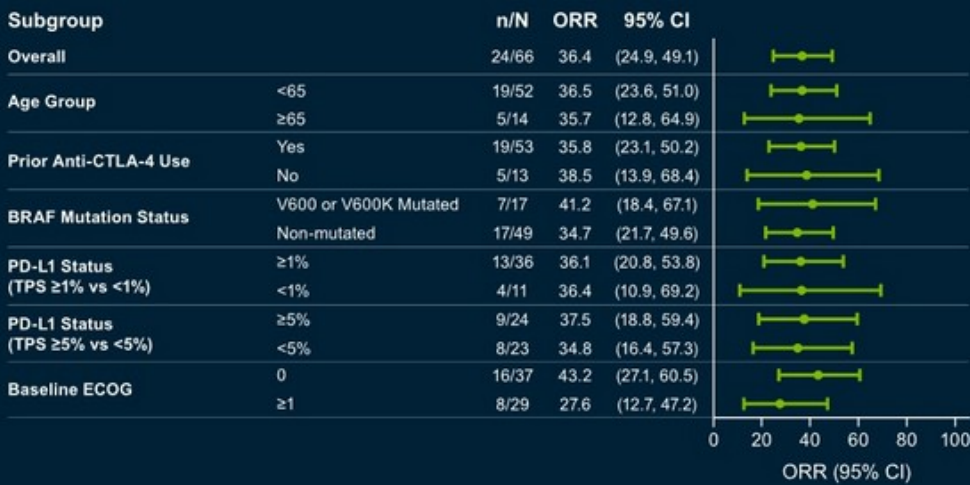 Subgroup n/N ORR 95% CI
Overall 24/66 36.4 (24.9, 49.1)
Age Group <65 19/52 36.5 (23.6, 51.0)
≥65 5/14 35.7 (12.8, 64.9)
Prior Anti-CTLA-4 Use Yes 19/53 35.8 (23.1, 50.2)
No 5/13 38.5 (13.9, 68.4)
BRAF Mutation Status V600 or V600K Mutated 7/17 41.2 (18.4, 67.1)
Non-mutated 17/49 34.7 (21.7, 49.6)
PD-L1 Status ≥1% 13/36 36.1 (20.8, 53.8)
(TPS ≥1% vs <1%) <1% 4/11 36.4 (10.9, 69.2)
PD-L1 Status ≥5% 9/24 37.5 (18.8, 59.4)
(TPS ≥5% vs <5%) <5% 8/23 34.8 (16.4, 57.3)
Baseline ECOG 0 16/37 43.2 (27.1, 60.5)
≥1 8/29 27.6 (12.7, 47.2)
0 20 40 60 80 100
ORR (95% CI)